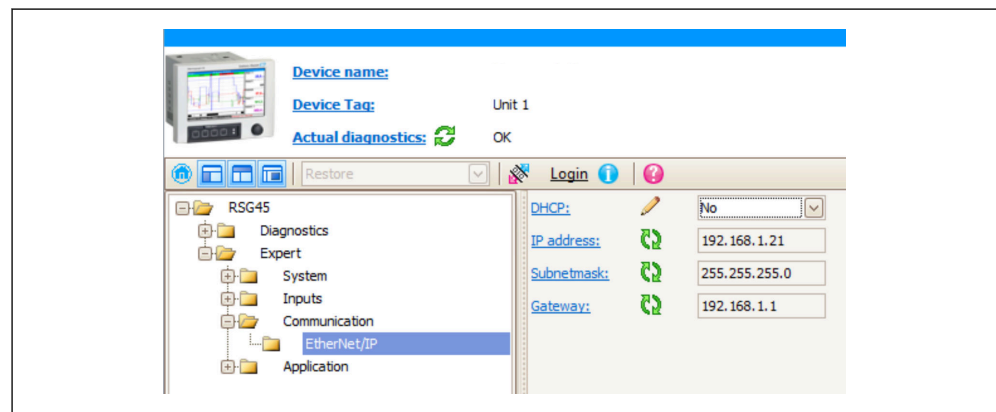 Device name:
Device Tag: Unit 1
Actual diagnostics: OK
Restore Login
RSG45
Diagnostics
Expert
System
Inputs
Communication
EtherNet/IP
Application
DHCP: No
IP address: 192.168.1.21
Subnetmask: 255.255.255.0
Gateway: 192.168.1.1